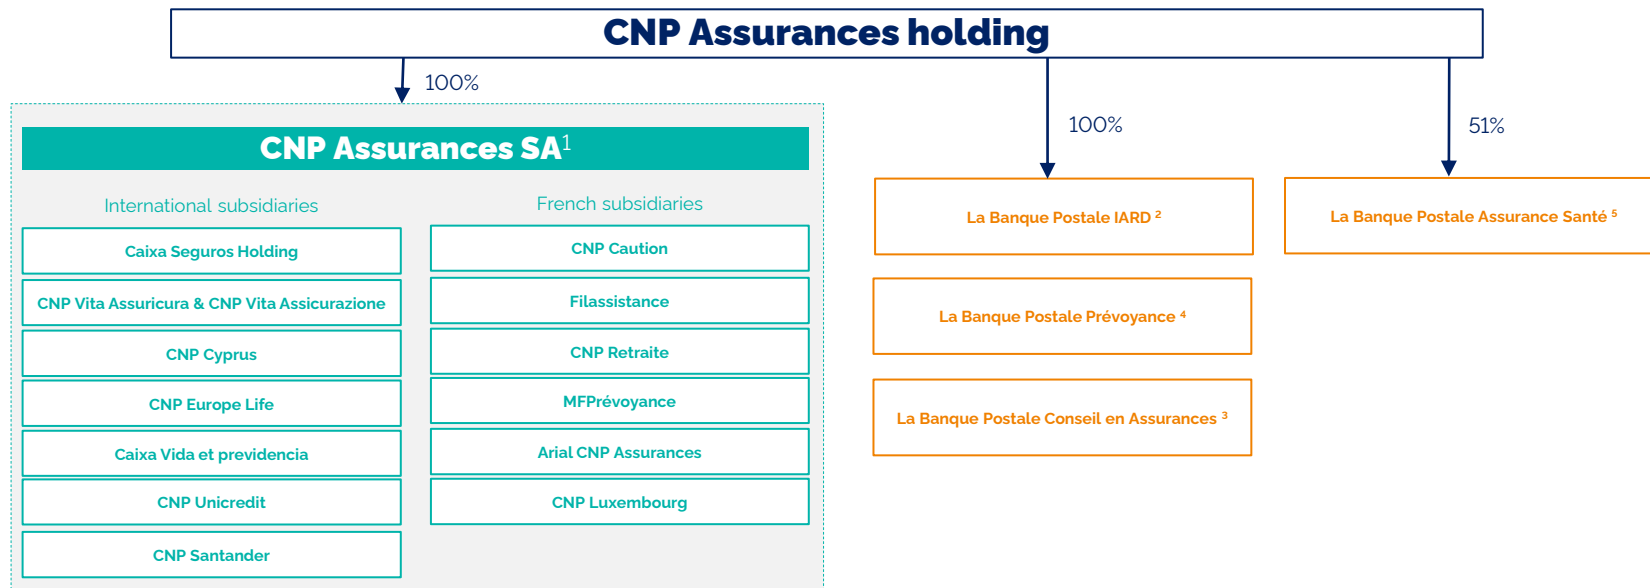 CNP Assurances holding
100%
100%
51%
CNP Assurances SA¹
International subsidiaries
Caixa Seguros Holding
CNP Vita Assuricura & CNP Vita Assicurazione
CNP Cyprus
CNP Europe Life
Caixa Vida et previdencia
CNP Unicredit
CNP Santander
French subsidiaries
CNP Caution
Filassistance
CNP Retraite
MFPrévoyance
Arial CNP Assurances
CNP Luxembourg
La Banque Postale IARD ²
La Banque Postale Prévoyance ⁴
La Banque Postale Conseil en Assurances ³
La Banque Postale Assurance Santé ⁵